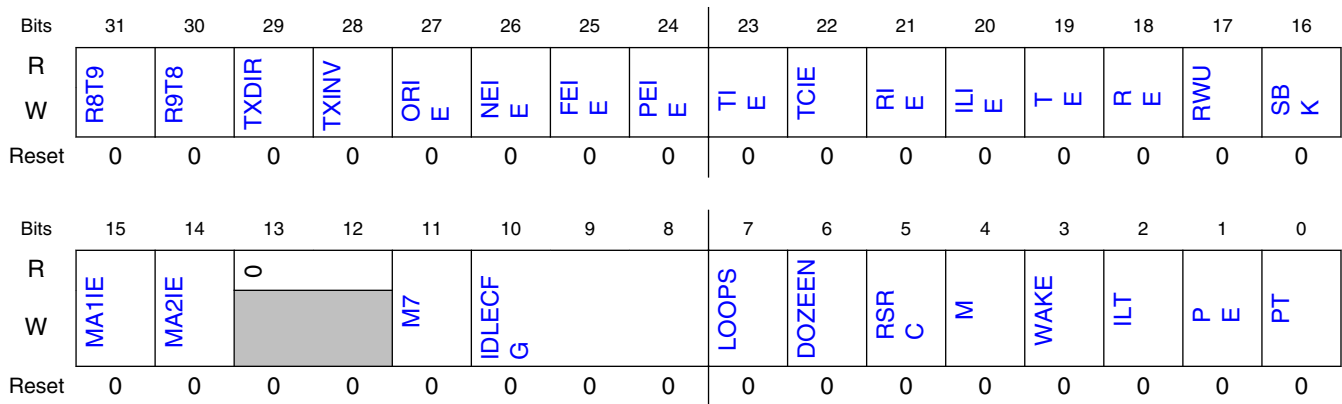 Bits 31 30 29 28 27 26 25 24 23 22 21 20 19 18 17 16
R
W
R8T9 R9T8 TXDIR TXINV ORI E NEI E FEI E PEI E TI E TCIE RI E ILI E T E R E RWU SB K
Reset 0 0 0 0 0 0 0 0 0 0 0 0 0 0 0 0
Bits 15 14 13 12 11 10 9 8 7 6 5 4 3 2 1 0
R 0
W
MA1IE MA2IE M7 IDLECF G LOOPS DOZEEN RSR C M WAKE ILT P E PT
Reset 0 0 0 0 0 0 0 0 0 0 0 0 0 0 0 0